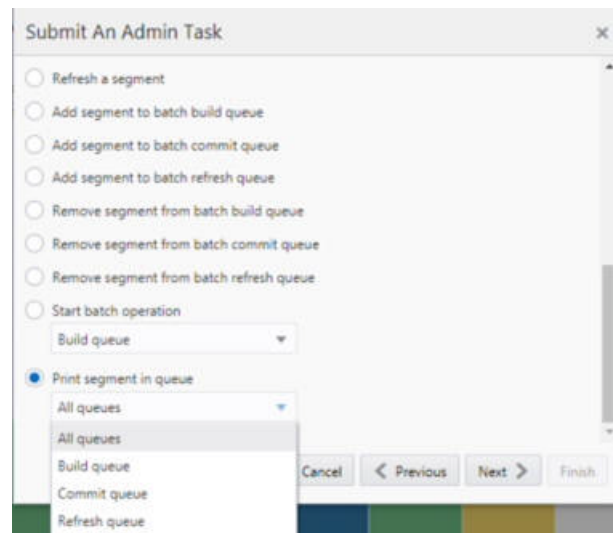 Submit An Admin Task
Refresh a segment
Add segment to batch build queue
Add segment to batch commit queue
Add segment to batch refresh queue
Remove segment from batch build queue
Remove segment from batch commit queue
Remove segment from batch refresh queue
Start batch operation
Build queue
Print segment in queue
All queues
All queues
Build queue
Commit queue
Refresh queue
Cancel Previous Next Finish